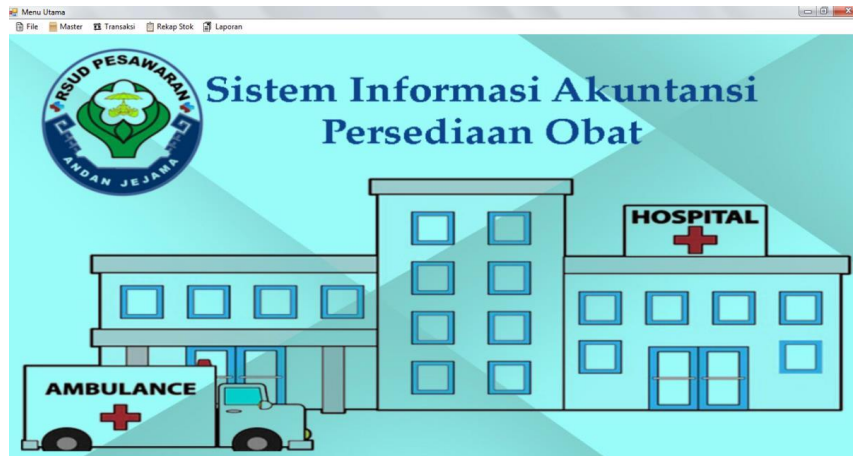 Menu Utama
File Master Transaksi Rekap Stok Laporan
RSUD PESAWARAN
ANDAN JEJAMA
Sistem Informasi Akuntansi
Persediaan Obat
HOSPITAL
AMBULANCE